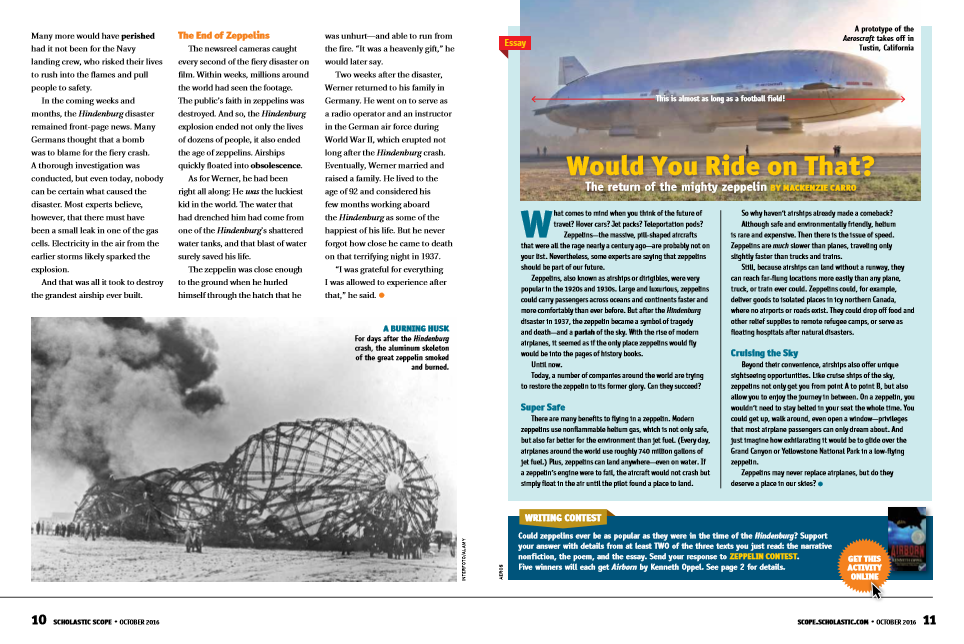 Many more would have perished
had it not been for the Navy
landing crew, who risked their lives
to rush into the flames and pull
people to safety.
In the coming weeks and
months, the Hindenburg disaster
remained front-page news. Many
Germans thought that a bomb
was to blame for the fiery crash.
A thorough investigation was
conducted, but even today, nobody
can be certain what caused the
disaster. Most experts believe,
however, that there must have
been a small leak in one of the gas
cells. Electricity in the air from the
earlier storms likely sparked the
explosion.
And that was all it took to destroy
the grandest airship ever built.
The End of Zeppelins
The newsreel cameras caught
every second of the fiery disaster on
film. Within weeks, millions around
the world had seen the footage.
The public's faith in zeppelins was
destroyed. And so, the Hindenburg
explosion ended not only the lives
of dozens of people, it also ended
the age of zeppelins. Airships
quickly floated into obsolescence.
As for Werner, he had been
right all along: He was the luckiest
kid in the world. The water that
had drenched him had come from
one of the Hindenburg's shattered
water tanks, and that blast of water
surely saved his life.
The zeppelin was close enough
to the ground when he hurled
himself through the hatch that he
was unhurt—and able to run from
the fire. "It was a heavenly gift," he
would later say.
Two weeks after the disaster,
Werner returned to his family in
Germany. He went on to serve as
a radio operator and an instructor
in the German air force during
World War II, which erupted not
long after the Hindenburg crash.
Eventually, Werner married and
raised a family. He lived to the
age of 92 and considered his
few months working aboard
the Hindenburg as some of the
happiest of his life. But he never
forgot how close he came to death
on that terrifying night in 1937.
"I was grateful for everything
I was allowed to experience after
that," he said.
A BURNING HUSK
For days after the Hindenburg
crash, the aluminum skeleton
of the great zeppelin smoked
and burned.
INTERFOTO/ALAMY
10 SCHOLASTIC SCOPE • OCTOBER 2016
Essay
A prototype of the
Aeroscraft takes off in
Tustin, California
This is almost as long as a football field!
Would You Ride on That?
The return of the mighty zeppelin BY MACKENZIE CARRO
What comes to mind when you think of the future of
travel? Hover cars? Jet packs? Teleportation pods?
Zeppelins—the massive, pill-shaped aircrafts
that were all the rage nearly a century ago—are probably not on
your list. Nevertheless, some experts are saying that zeppelins
should be part of our future.
Zeppelins, also known as airships or dirigibles, were very
popular in the 1920s and 1930s. Large and luxurious, zeppelins
could carry passengers across oceans and continents faster and
more comfortably than ever before. But after the Hindenburg
disaster in 1937, the zeppelin became a symbol of tragedy
and death—and a pariah of the sky. With the rise of modern
airplanes, it seemed as if the only place zeppelins would fly
would be into the pages of history books.
Until now.
Today, a number of companies around the world are trying
to restore the zeppelin to its former glory. Can they succeed?
Super Safe
There are many benefits to flying in a zeppelin. Modern
zeppelins use nonflammable helium gas, which is not only safe,
but also far better for the environment than jet fuel. (Every day,
airplanes around the world use roughly 740 million gallons of
jet fuel.) Plus, zeppelins can land anywhere—even on water. If
a zeppelin's engine were to fail, the aircraft would not crash but
simply float in the air until the pilot found a place to land.
So why haven't airships already made a comeback?
Although safe and environmentally friendly, helium
is rare and expensive. Then there is the issue of speed.
Zeppelins are much slower than planes, traveling only
slightly faster than trucks and trains.
Still, because airships can land without a runway, they
can reach far-flung locations more easily than any plane,
truck, or train ever could. Zeppelins could, for example,
deliver goods to isolated places in icy northern Canada,
where no airports or roads exist. They could drop off food and
other relief supplies to remote refugee camps, or serve as
floating hospitals after natural disasters.
Cruising the Sky
Beyond their convenience, airships also offer unique
sightseeing opportunities. Like cruise ships of the sky,
zeppelins not only get you from point A to point B, but also
allow you to enjoy the journey in between. On a zeppelin, you
wouldn't need to stay belted in your seat the whole time. You
could get up, walk around, even open a window—privileges
that most airplane passengers can only dream about. And
just imagine how exhilarating it would be to glide over the
Grand Canyon or Yellowstone National Park in a low-flying
zeppelin.
Zeppelins may never replace airplanes, but do they
deserve a place in our skies?
WRITING CONTEST
Could zeppelins ever be as popular as they were in the time of the Hindenburg? Support
your answer with details from at least TWO of the three texts you just read: the narrative
nonfiction, the poem, and the essay. Send your response to ZEPPELIN CONTEST.
Five winners will each get Airborn by Kenneth Oppel. See page 2 for details.
AIRBORN
GET THIS
ACTIVITY
ONLINE
AEROS
SCOPE.SCHOLASTIC.COM • OCTOBER 2016 11